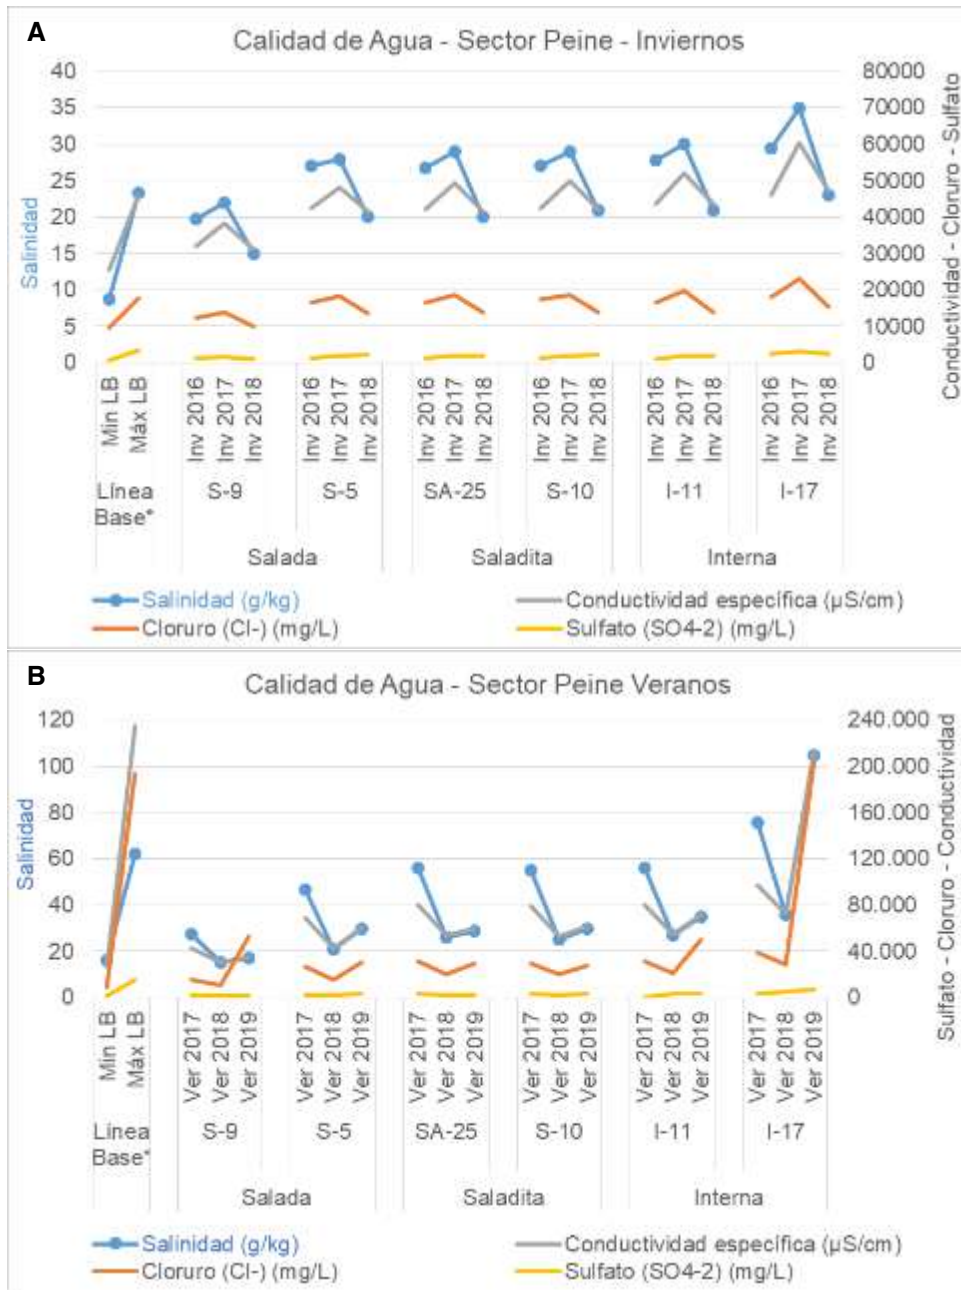 A
Calidad de Agua - Sector Peine - Inviernos
40 80000
35 70000
30 60000
25 50000
20 40000
15 30000
10 20000
5 10000
0 0
Salinidad
Conductividad - Cloruro - Sulfato
Min LB Máx LB Inv 2016 Inv 2017 Inv 2018 Inv 2016 Inv 2017 Inv 2018 Inv 2016 Inv 2017 Inv 2018 Inv 2016 Inv 2017 Inv 2018 Inv 2016 Inv 2017 Inv 2018 Inv 2016 Inv 2017 Inv 2018
Línea S-9 S-5 SA-25 S-10 I-11 I-17
Base*
Salada Saladita Interna
Salinidad (g/kg) Conductividad específica (µS/cm)
Cloruro (Cl-) (mg/L) Sulfato (SO4-2) (mg/L)
B
Calidad de Agua - Sector Peine Veranos
120 240.000
100 200.000
80 160.000
60 120.000
40 80.000
20 40.000
0 0
Salinidad
Sulfato - Cloruro - Conductividad
Min LB Máx LB Ver 2017 Ver 2018 Ver 2019 Ver 2017 Ver 2018 Ver 2019 Ver 2017 Ver 2018 Ver 2019 Ver 2017 Ver 2018 Ver 2019 Ver 2017 Ver 2018 Ver 2019 Ver 2017 Ver 2018 Ver 2019
Línea S-9 S-5 SA-25 S-10 I-11 I-17
Base*
Salada Saladita Interna
Salinidad (g/kg) Conductividad específica (µS/cm)
Cloruro (Cl-) (mg/L) Sulfato (SO4-2) (mg/L)